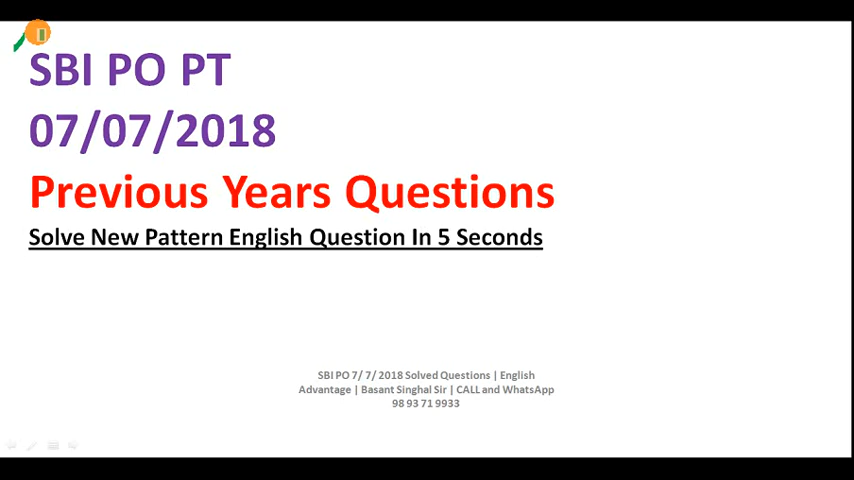 SBI PO PT
07/07/2018
Previous Years Questions
Solve New Pattern English Question In 5 Seconds
SBI PO 7/ 7/ 2018 Solved Questions | English
Advantage | Basant Singhal Sir | CALL and WhatsApp
98 93 71 9933